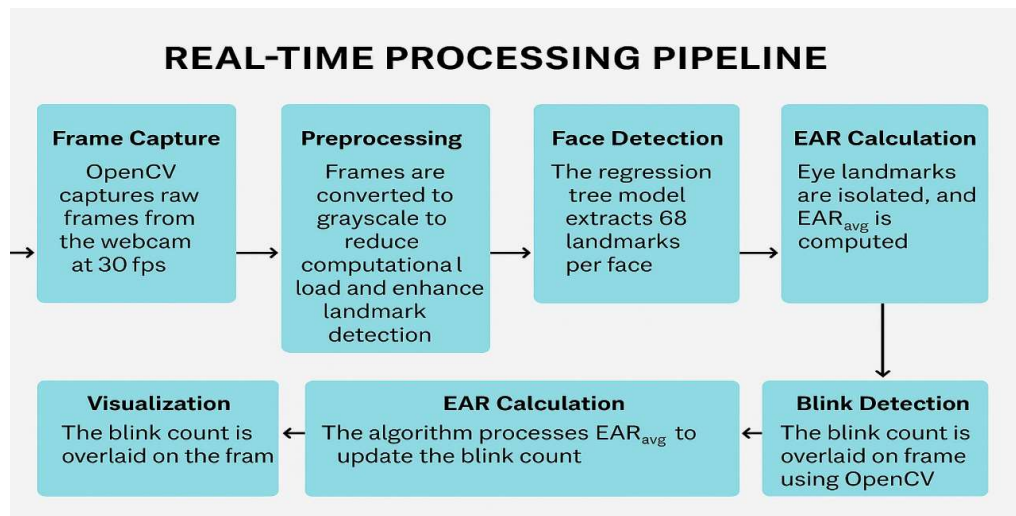 REAL-TIME PROCESSING PIPELINE
Frame Capture
OpenCV
captures raw
frames from
the webcam
at 30 fps
Preprocessing
Frames are
converted to
grayscale to
reduce
computational
load and enhance
landmark
detection
Face Detection
The regression
tree model
extracts 68
landmarks
per face
EAR Calculation
Eye landmarks
are isolated, and
EARavg is
computed
Blink Detection
The blink count is
overlaid on frame
using OpenCV
EAR Calculation
The algorithm processes EARavg to
update the blink count
Visualization
The blink count is
overlaid on the fram